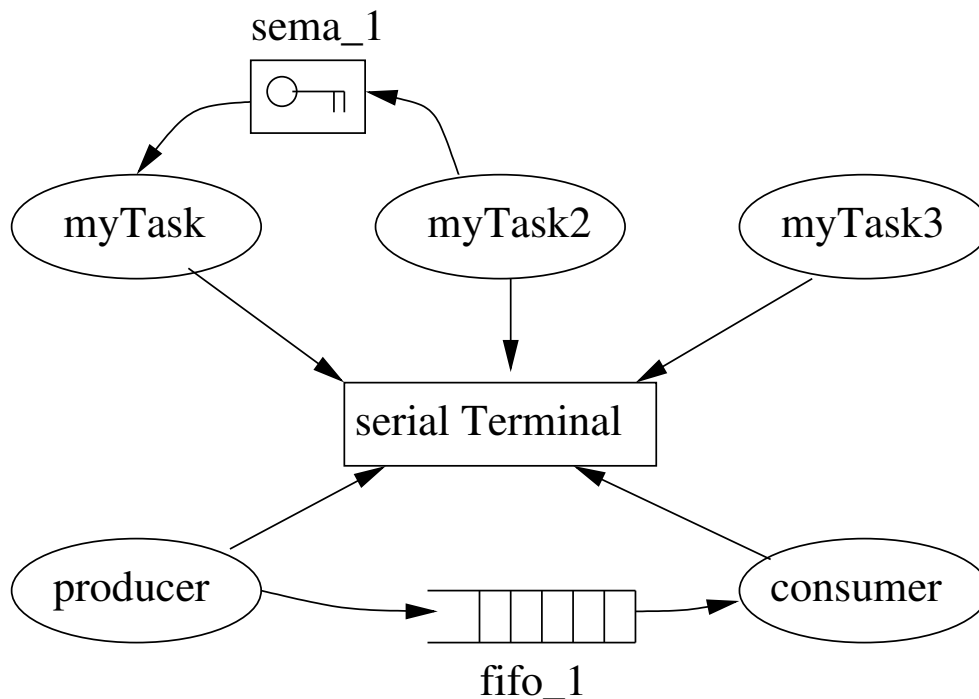 sema_1
myTask
myTask2
myTask3
serial Terminal
producer
consumer
fifo_1